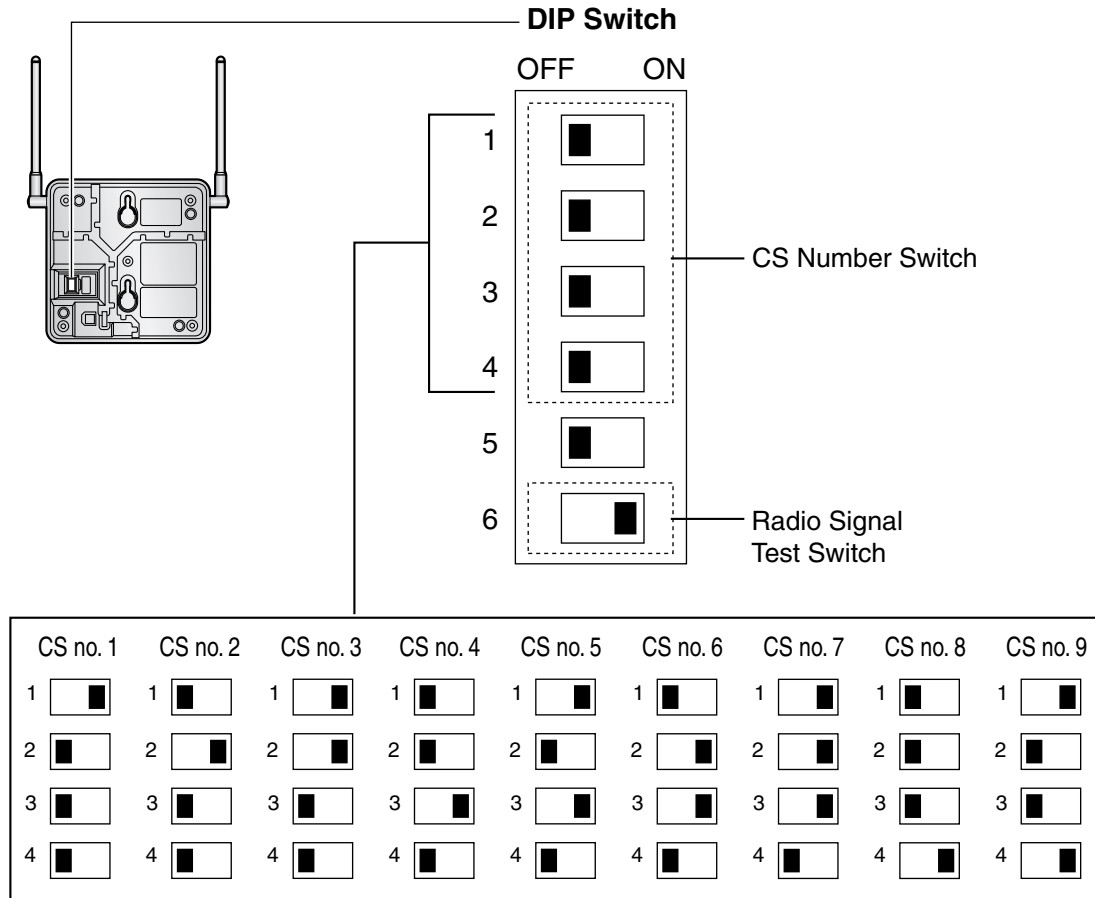 DIP Switch
OFF ON
1
2
3
4
5
6
CS Number Switch
Radio Signal
Test Switch
CS no. 1 CS no. 2 CS no. 3 CS no. 4 CS no. 5 CS no. 6 CS no. 7 CS no. 8 CS no. 9
1 1 1 1 1 1 1 1 1
2 2 2 2 2 2 2 2 2
3 3 3 3 3 3 3 3 3
4 4 4 4 4 4 4 4 4